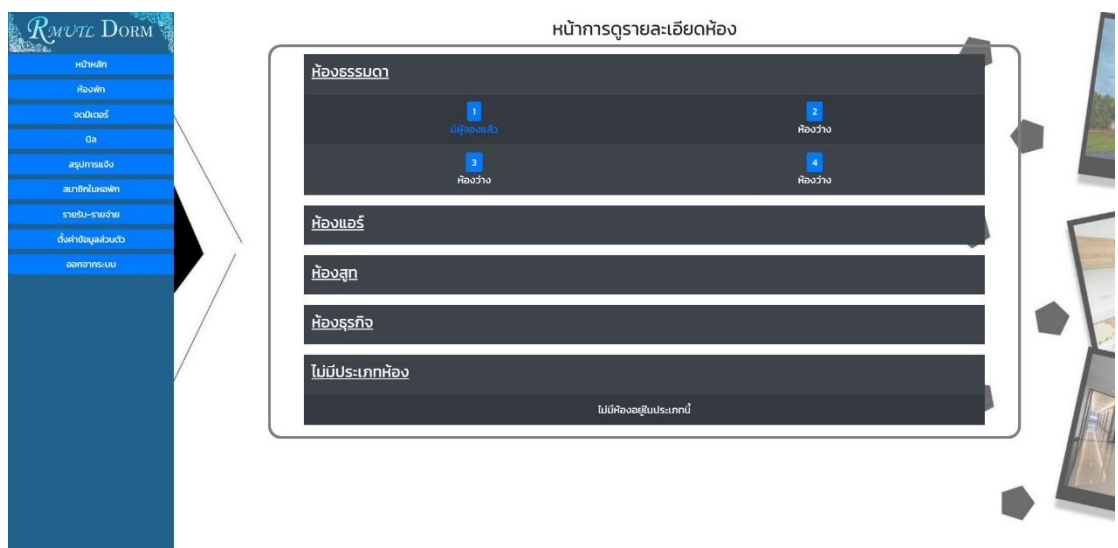 RMUTL DORM
หน้าหลัก
ห้องพัก
จดมิเตอร์
บิล
สรุปการแจ้ง
สมาชิกในหอพัก
รายรับ-รายจ่าย
ตั้งค่าข้อมูลส่วนตัว
ออกจากระบบ
หน้าการดูรายละเอียดห้อง
ห้องธรรมดา
1 2
มีผู้จองแล้ว ห้องว่าง
3 4
ห้องว่าง ห้องว่าง
ห้องแอร์
ห้องสูท
ห้องธุรกิจ
ไม่มีประเภทห้อง
ไม่มีห้องอยู่ในประเภทนี้